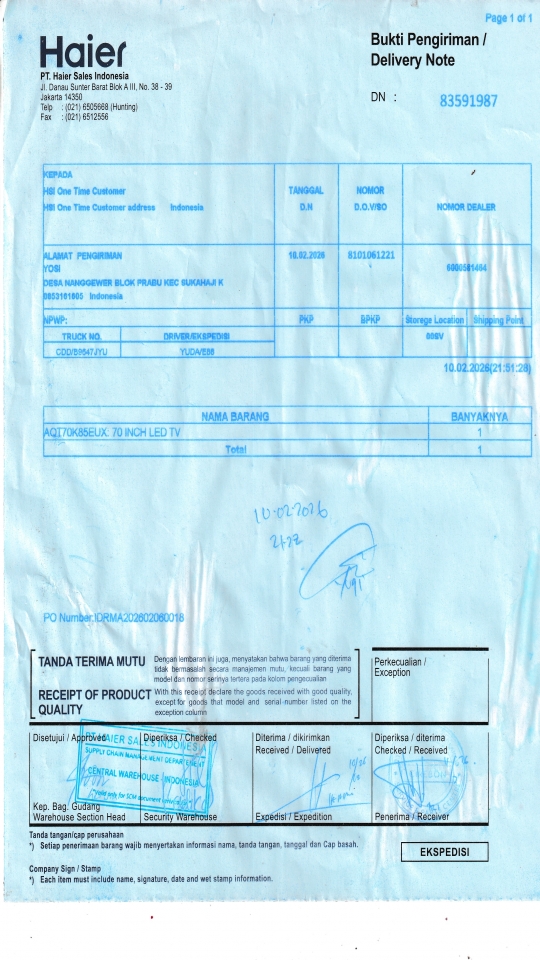 Page 1 of 1
Haier
Bukti Pengiriman /
Delivery Note
PT. Haier Sales Indonesia
Jl. Danau Sunter Barat Blok A III, No. 38 - 39
Jakarta 14350
Telp : (021) 6505668 (Hunting)
Fax : (021) 6512556
DN : 83591987
KEPADA
HSI One Time Customer
HSI One Time Customer address Indonesia
TANGGAL
D.N
NOMOR
D.O.V/SO
NOMOR DEALER
ALAMAT PENGIRIMAN
YOSI
DESA NANGGEWER BLOK PRABU KEC SUKAHAJI K
0853161605 Indonesia
10.02.2026
8101061221
6000581464
NPWP:
PKP
BPKP
Storage Location
Shipping Point
TRUCK NO.
DRIVER/EKSPEDISI
CDD/B9647JYU
YUDA/E66
10.02.2026(21:51:28)
NAMA BARANG BANYAKNYA
AQT70K85EUX: 70 INCH LED TV 1
Total 1
10-02-2026
PO Number:IDRMA202602060018
TANDA TERIMA MUTU
Dengan lembaran ini juga, menyatakan bahwa barang yang diterima
tidak bermasalah secara manajemen mutu, kecuali barang yang
model dan nomor serinya tertera pada kolom pengecualian
RECEIPT OF PRODUCT
QUALITY
With this receipt declare the goods received with good quality,
except for goods that model and serial number listed on the
exception column
Perkecualian /
Exception
Disetujui / Approved
Diperiksa / Checked
Diterima / dikirimkan
Received / Delivered
Diperiksa / diterima
Checked / Received
PT HAIER SALES INDONESIA
SUPPLY CHAIN MANAGEMENT DEPARTEMENT
CENTRAL WAREHOUSE - INDONESIA
Kep. Bag. Gudang
Warehouse Section Head
Security Warehouse
Expedisi / Expedition
Penerima / Receiver
Tanda tangan/cap perusahaan
*) Setiap penerimaan barang wajib menyertakan informasi nama, tanda tangan, tanggal dan Cap basah.
EKSPEDISI
Company Sign / Stamp
*) Each item must include name, signature, date and wet stamp information.